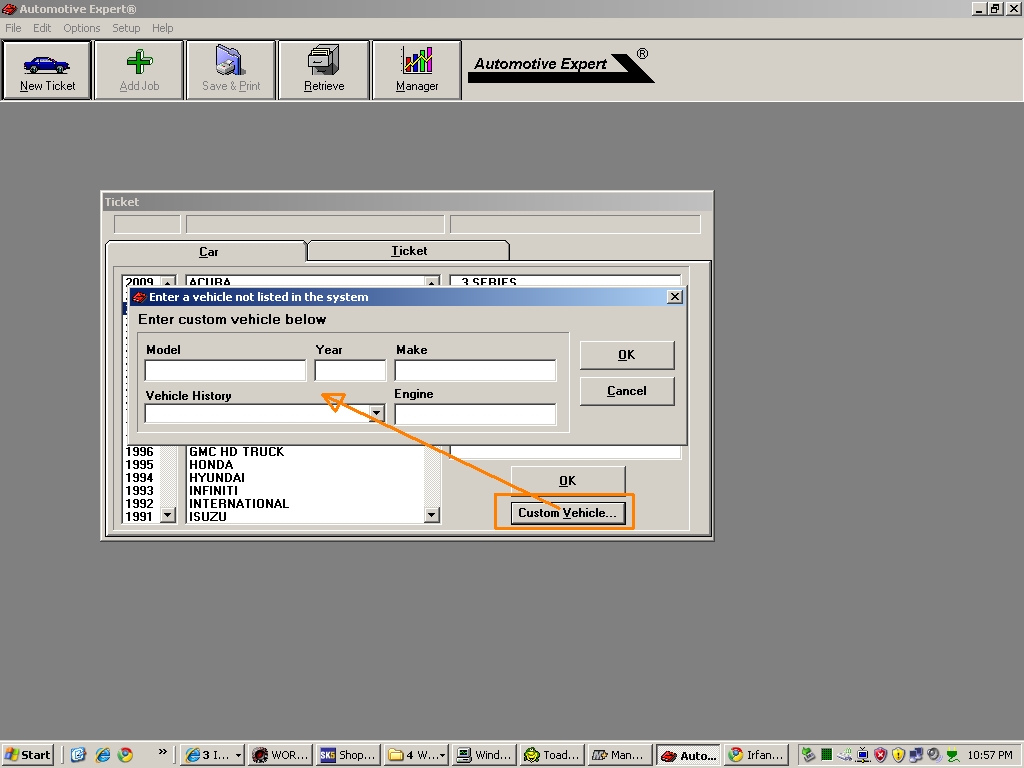 Automotive Expert®
File Edit Options Setup Help
New Ticket Add Job Save & Print Retrieve Manager Automotive Expert ®
Ticket
Car Ticket
2009 ACURA 3 SERIES
Enter a vehicle not listed in the system
Enter custom vehicle below
Model Year Make
OK
Vehicle History Engine
Cancel
1996 GMC HD TRUCK
1995 HONDA
1994 HYUNDAI
1993 INFINITI
1992 INTERNATIONAL
1991 ISUZU
OK
Custom Vehicle...
Start » 3 I... WOR... SKS Shop... 4 W... Wind... Toad... Man... Auto... Irfan... 10:57 PM